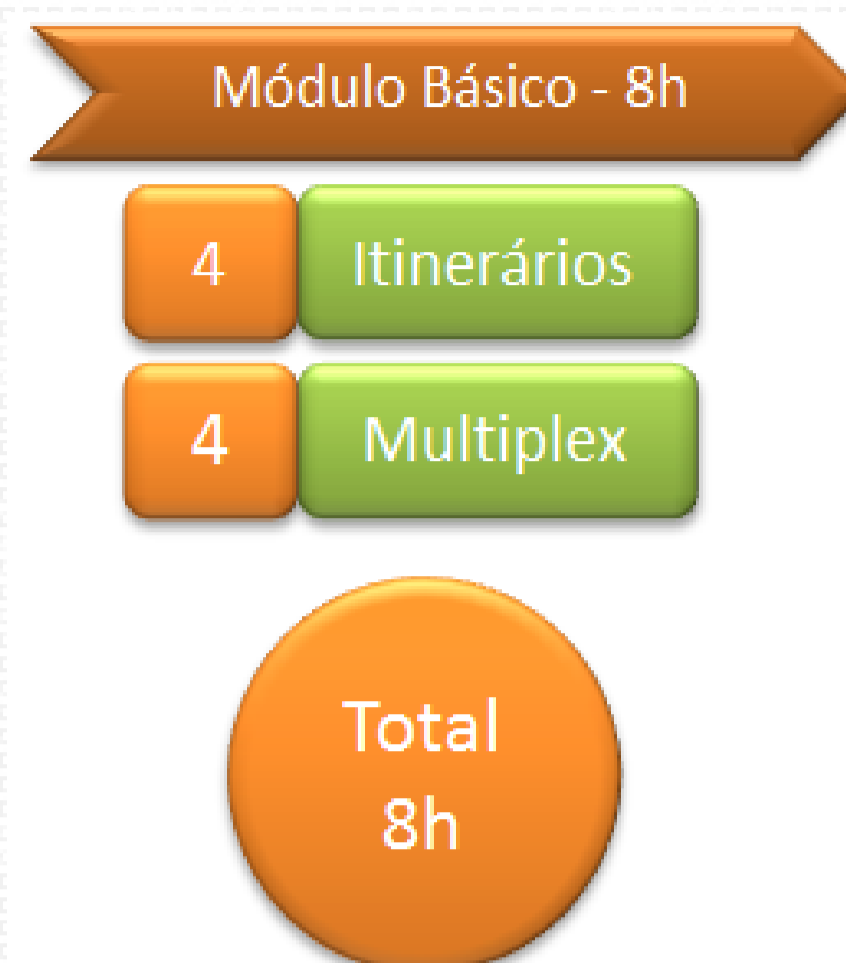 Módulo Básico - 8h
4 Itinerários
4 Multiplex
Total
8h